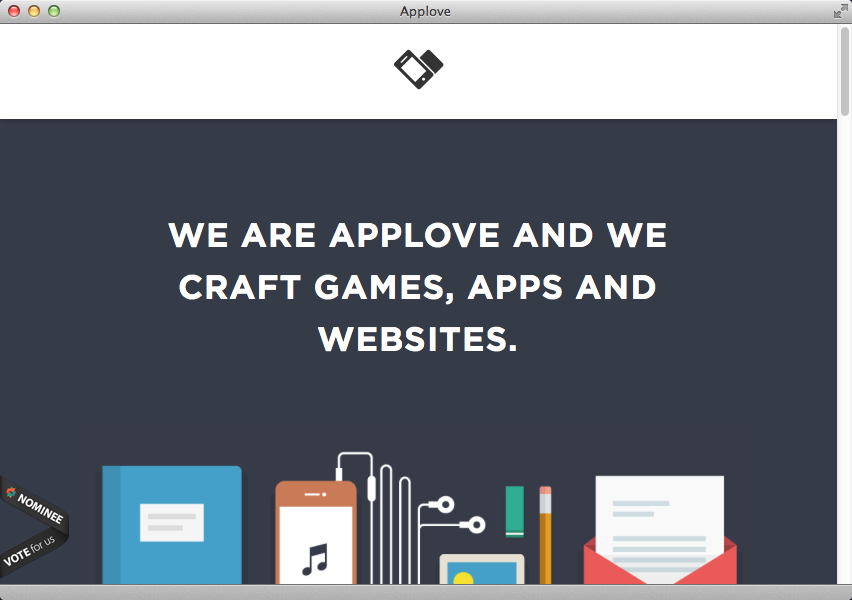 Applove
WE ARE APPLOVE AND WE
CRAFT GAMES, APPS AND
WEBSITES.
NOMINEE
VOTE for us